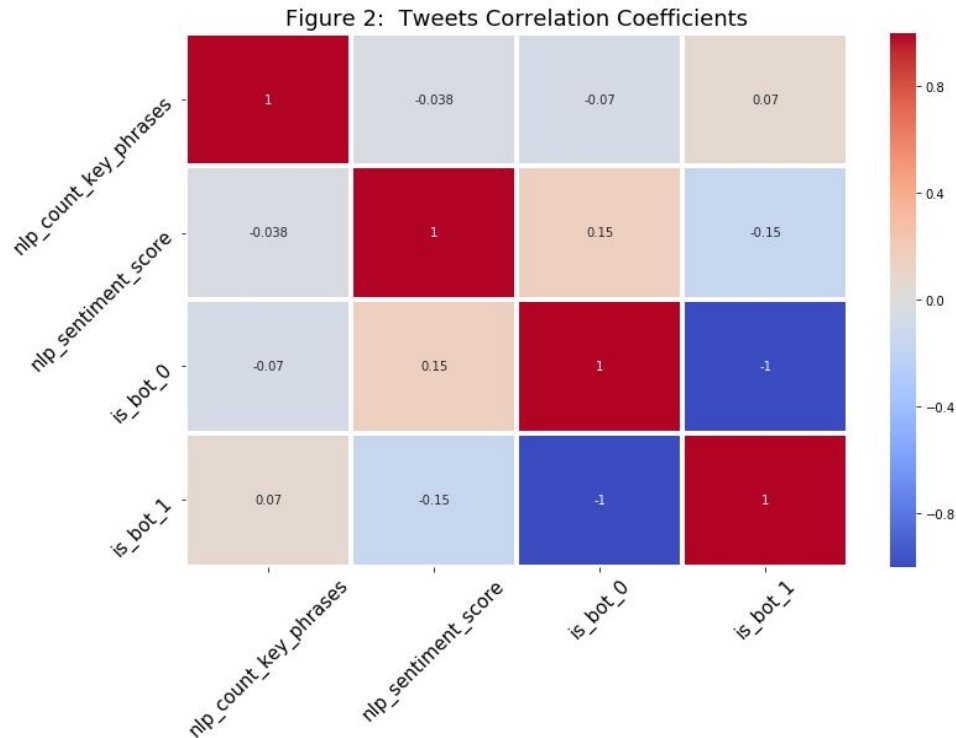 Figure 2: Tweets Correlation Coefficients
nlp_count_key_phrases
1
-0.038
-0.07
0.07
nlp_sentiment_score
-0.038
1
0.15
-0.15
is_bot_0
-0.07
0.15
1
-1
is_bot_1
0.07
-0.15
-1
1
nlp_count_key_phrases
nlp_sentiment_score
is_bot_0
is_bot_1
0.8
0.4
0.0
−0.4
−0.8